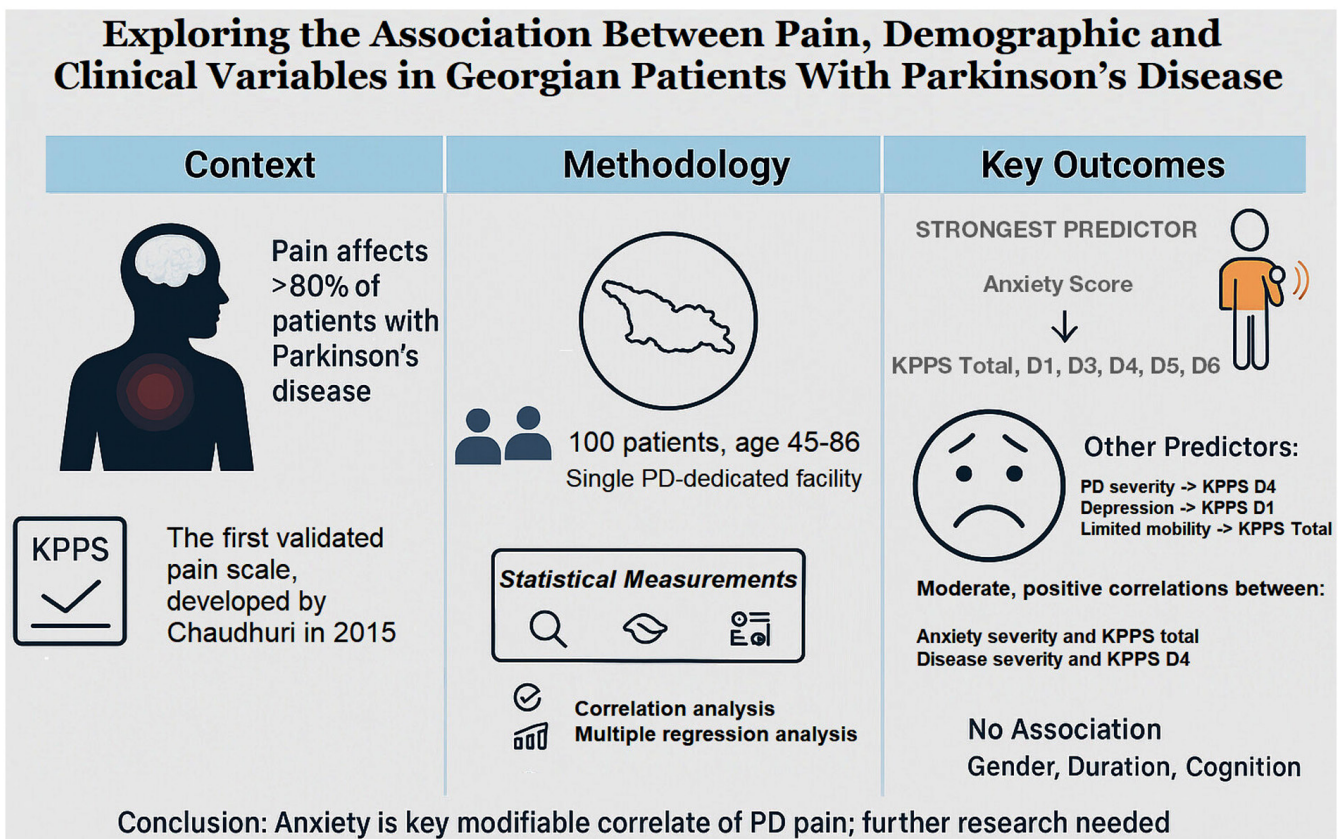 Exploring the Association Between Pain, Demographic and
Clinical Variables in Georgian Patients With Parkinson's Disease
Context
Pain affects
>80% of
patients with
Parkinson's
disease
KPPS
The first validated
pain scale,
developed by
Chaudhuri in 2015
Methodology
100 patients, age 45-86
Single PD-dedicated facility
Statistical Measurements
Correlation analysis
Multiple regression analysis
Key Outcomes
STRONGEST PREDICTOR
Anxiety Score
KPPS Total, D1, D3, D4, D5, D6
Other Predictors:
PD severity -> KPPS D4
Depression -> KPPS D1
Limited mobility -> KPPS Total
Moderate, positive correlations between:
Anxiety severity and KPPS total
Disease severity and KPPS D4
No Association
Gender, Duration, Cognition
Conclusion: Anxiety is key modifiable correlate of PD pain; further research needed